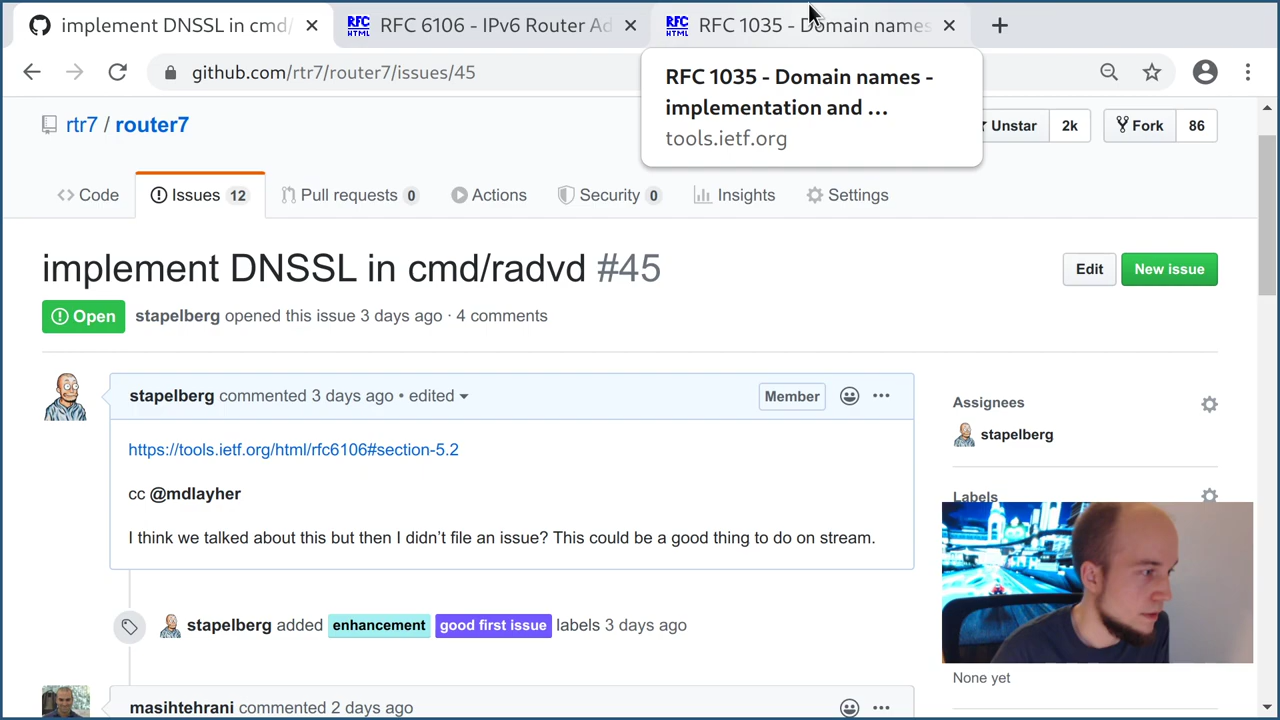 implement DNSSL in cmd/
RFC HTML RFC 6106 - IPv6 Router Ad
RFC HTML RFC 1035 - Domain names
github.com/rtr7/router7/issues/45
RFC 1035 - Domain names -
implementation and ...
tools.ietf.org
rtr7 / router7
Unstar 2k
Fork 86
Code
Issues 12
Pull requests 0
Actions
Security 0
Insights
Settings
implement DNSSL in cmd/radvd #45
Edit
New issue
Open stapelberg opened this issue 3 days ago · 4 comments
stapelberg commented 3 days ago • edited
Member
Assignees
stapelberg
https://tools.ietf.org/html/rfc6106#section-5.2
cc @mdlayher
Labels
I think we talked about this but then I didn’t file an issue? This could be a good thing to do on stream.
stapelberg added enhancement good first issue labels 3 days ago
None yet
masihtehrani commented 2 days ago